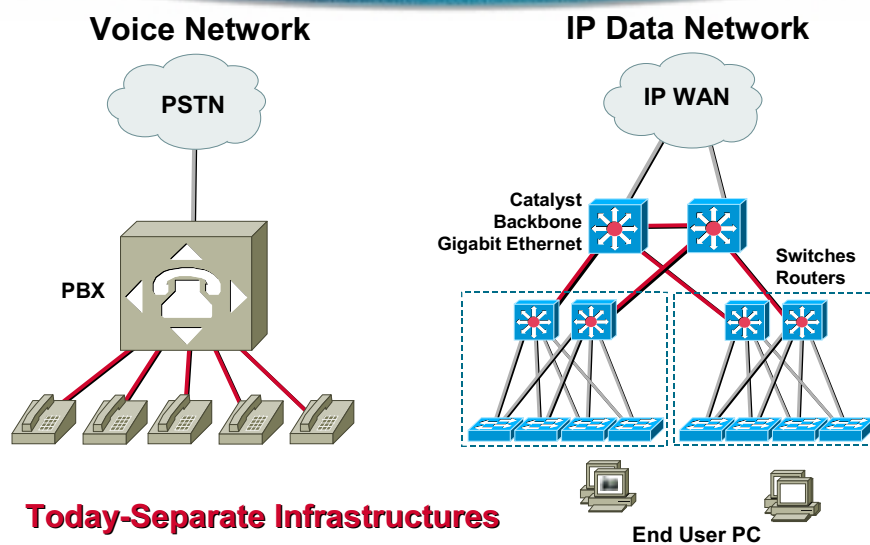 Voice Network
IP Data Network
PSTN
IP WAN
Catalyst
Backbone
Gigabit Ethernet
Switches
Routers
PBX
Today-Separate Infrastructures
End User PC